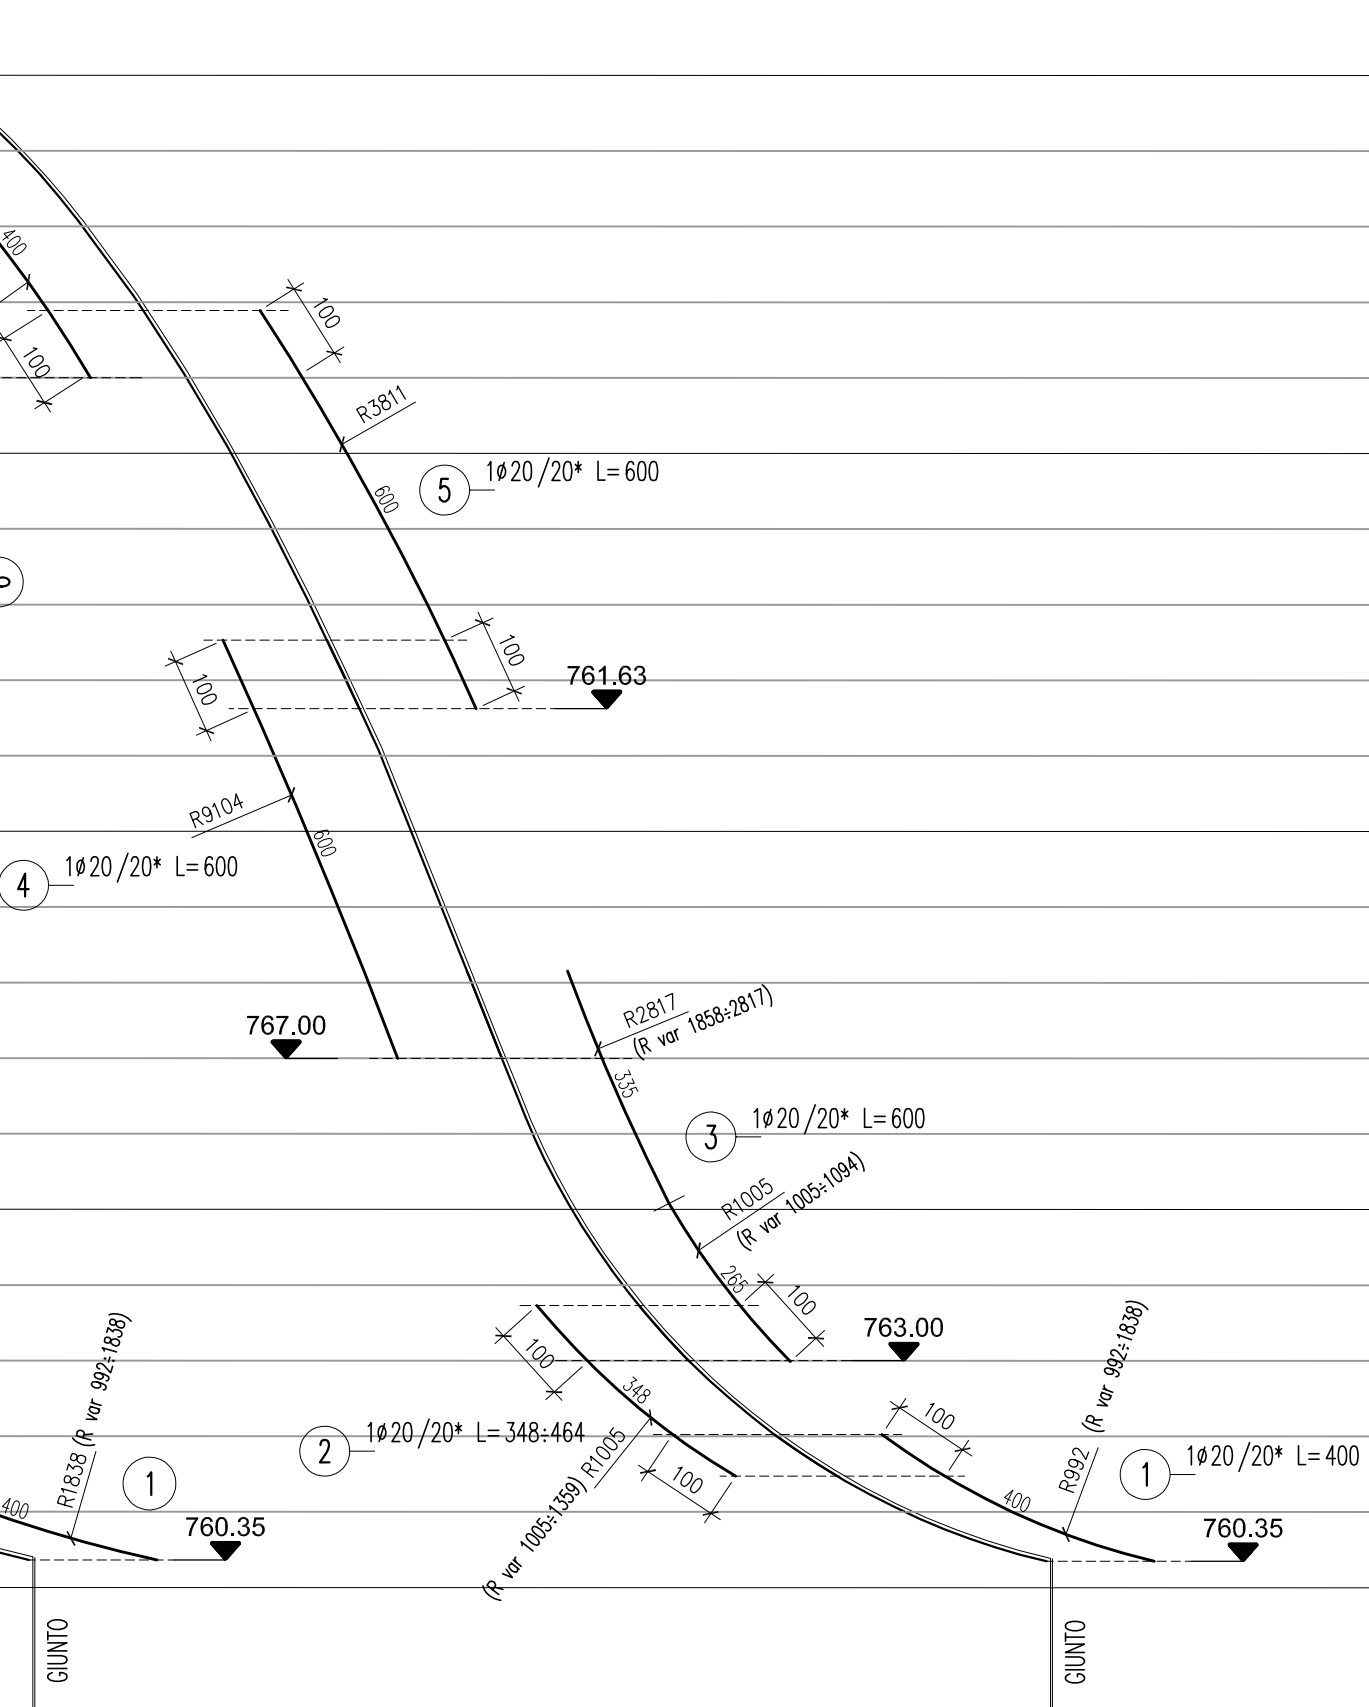 400
100
100
R3811
5
1ø20/20* L=600
600
100
761.63
100
R9104
600
4
1ø20/20* L=600
767.00
R2817
(R var 1858÷2817)
335
3
1ø20/20* L=600
R1005
(R var 1005÷1094)
265
100
763.00
100
348
2
1ø20/20* L=348÷464
R1005
(R var 1005÷1359)
100
100
R992 (R var 992÷1838)
1
1ø20/20* L=400
400
760.35
R1838 (R var 992÷1838)
1
400
760.35
GIUNTO
GIUNTO